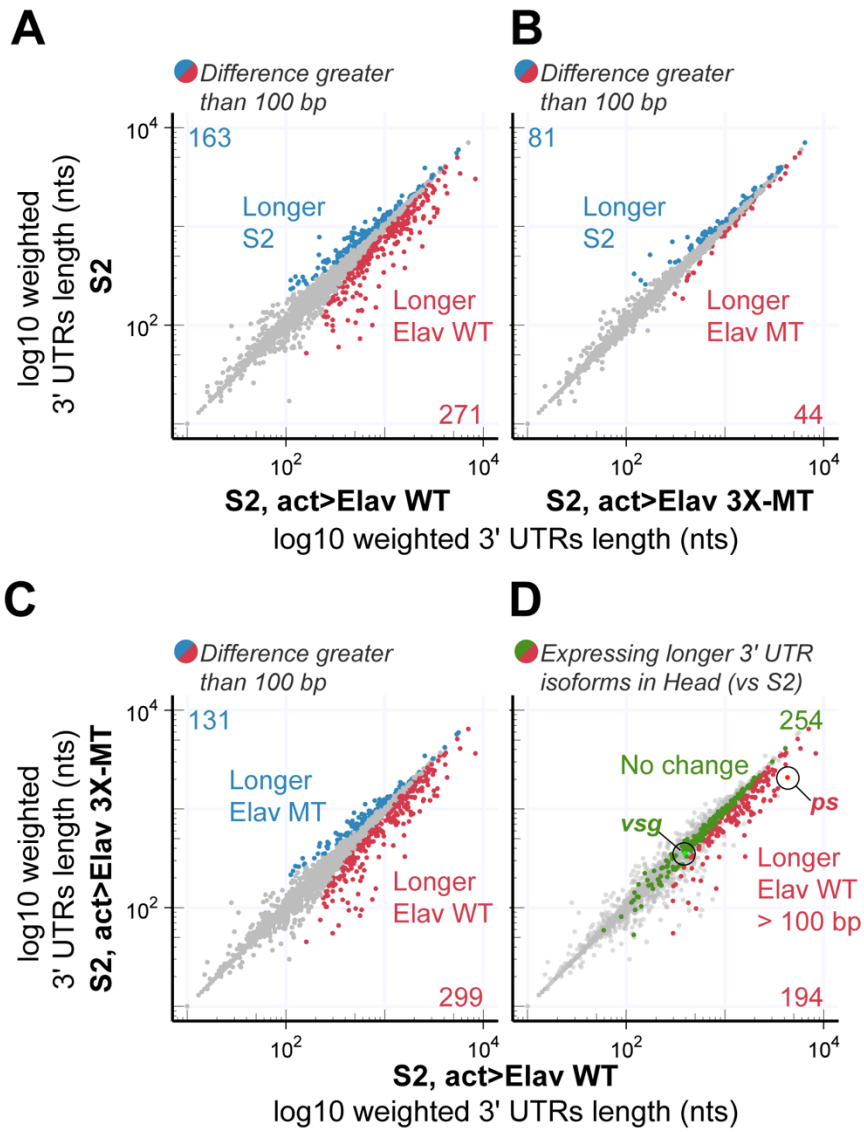 A
Difference greater
than 100 bp
163
Longer
S2
Longer
Elav WT
271
10^4
10^2
10^2
10^4
log10 weighted
3' UTRs length (nts)
S2
S2, act>Elav WT
B
Difference greater
than 100 bp
81
Longer
S2
Longer
Elav MT
44
10^2
10^4
S2, act>Elav 3X-MT
log10 weighted 3' UTRs length (nts)
C
Difference greater
than 100 bp
131
Longer
Elav MT
Longer
Elav WT
299
10^4
10^2
10^2
10^4
log10 weighted
3' UTRs length (nts)
S2, act>Elav 3X-MT
D
Expressing longer 3' UTR
isoforms in Head (vs S2)
254
No change
vsg
ps
Longer
Elav WT
> 100 bp
194
10^2
10^4
S2, act>Elav WT
log10 weighted 3' UTRs length (nts)